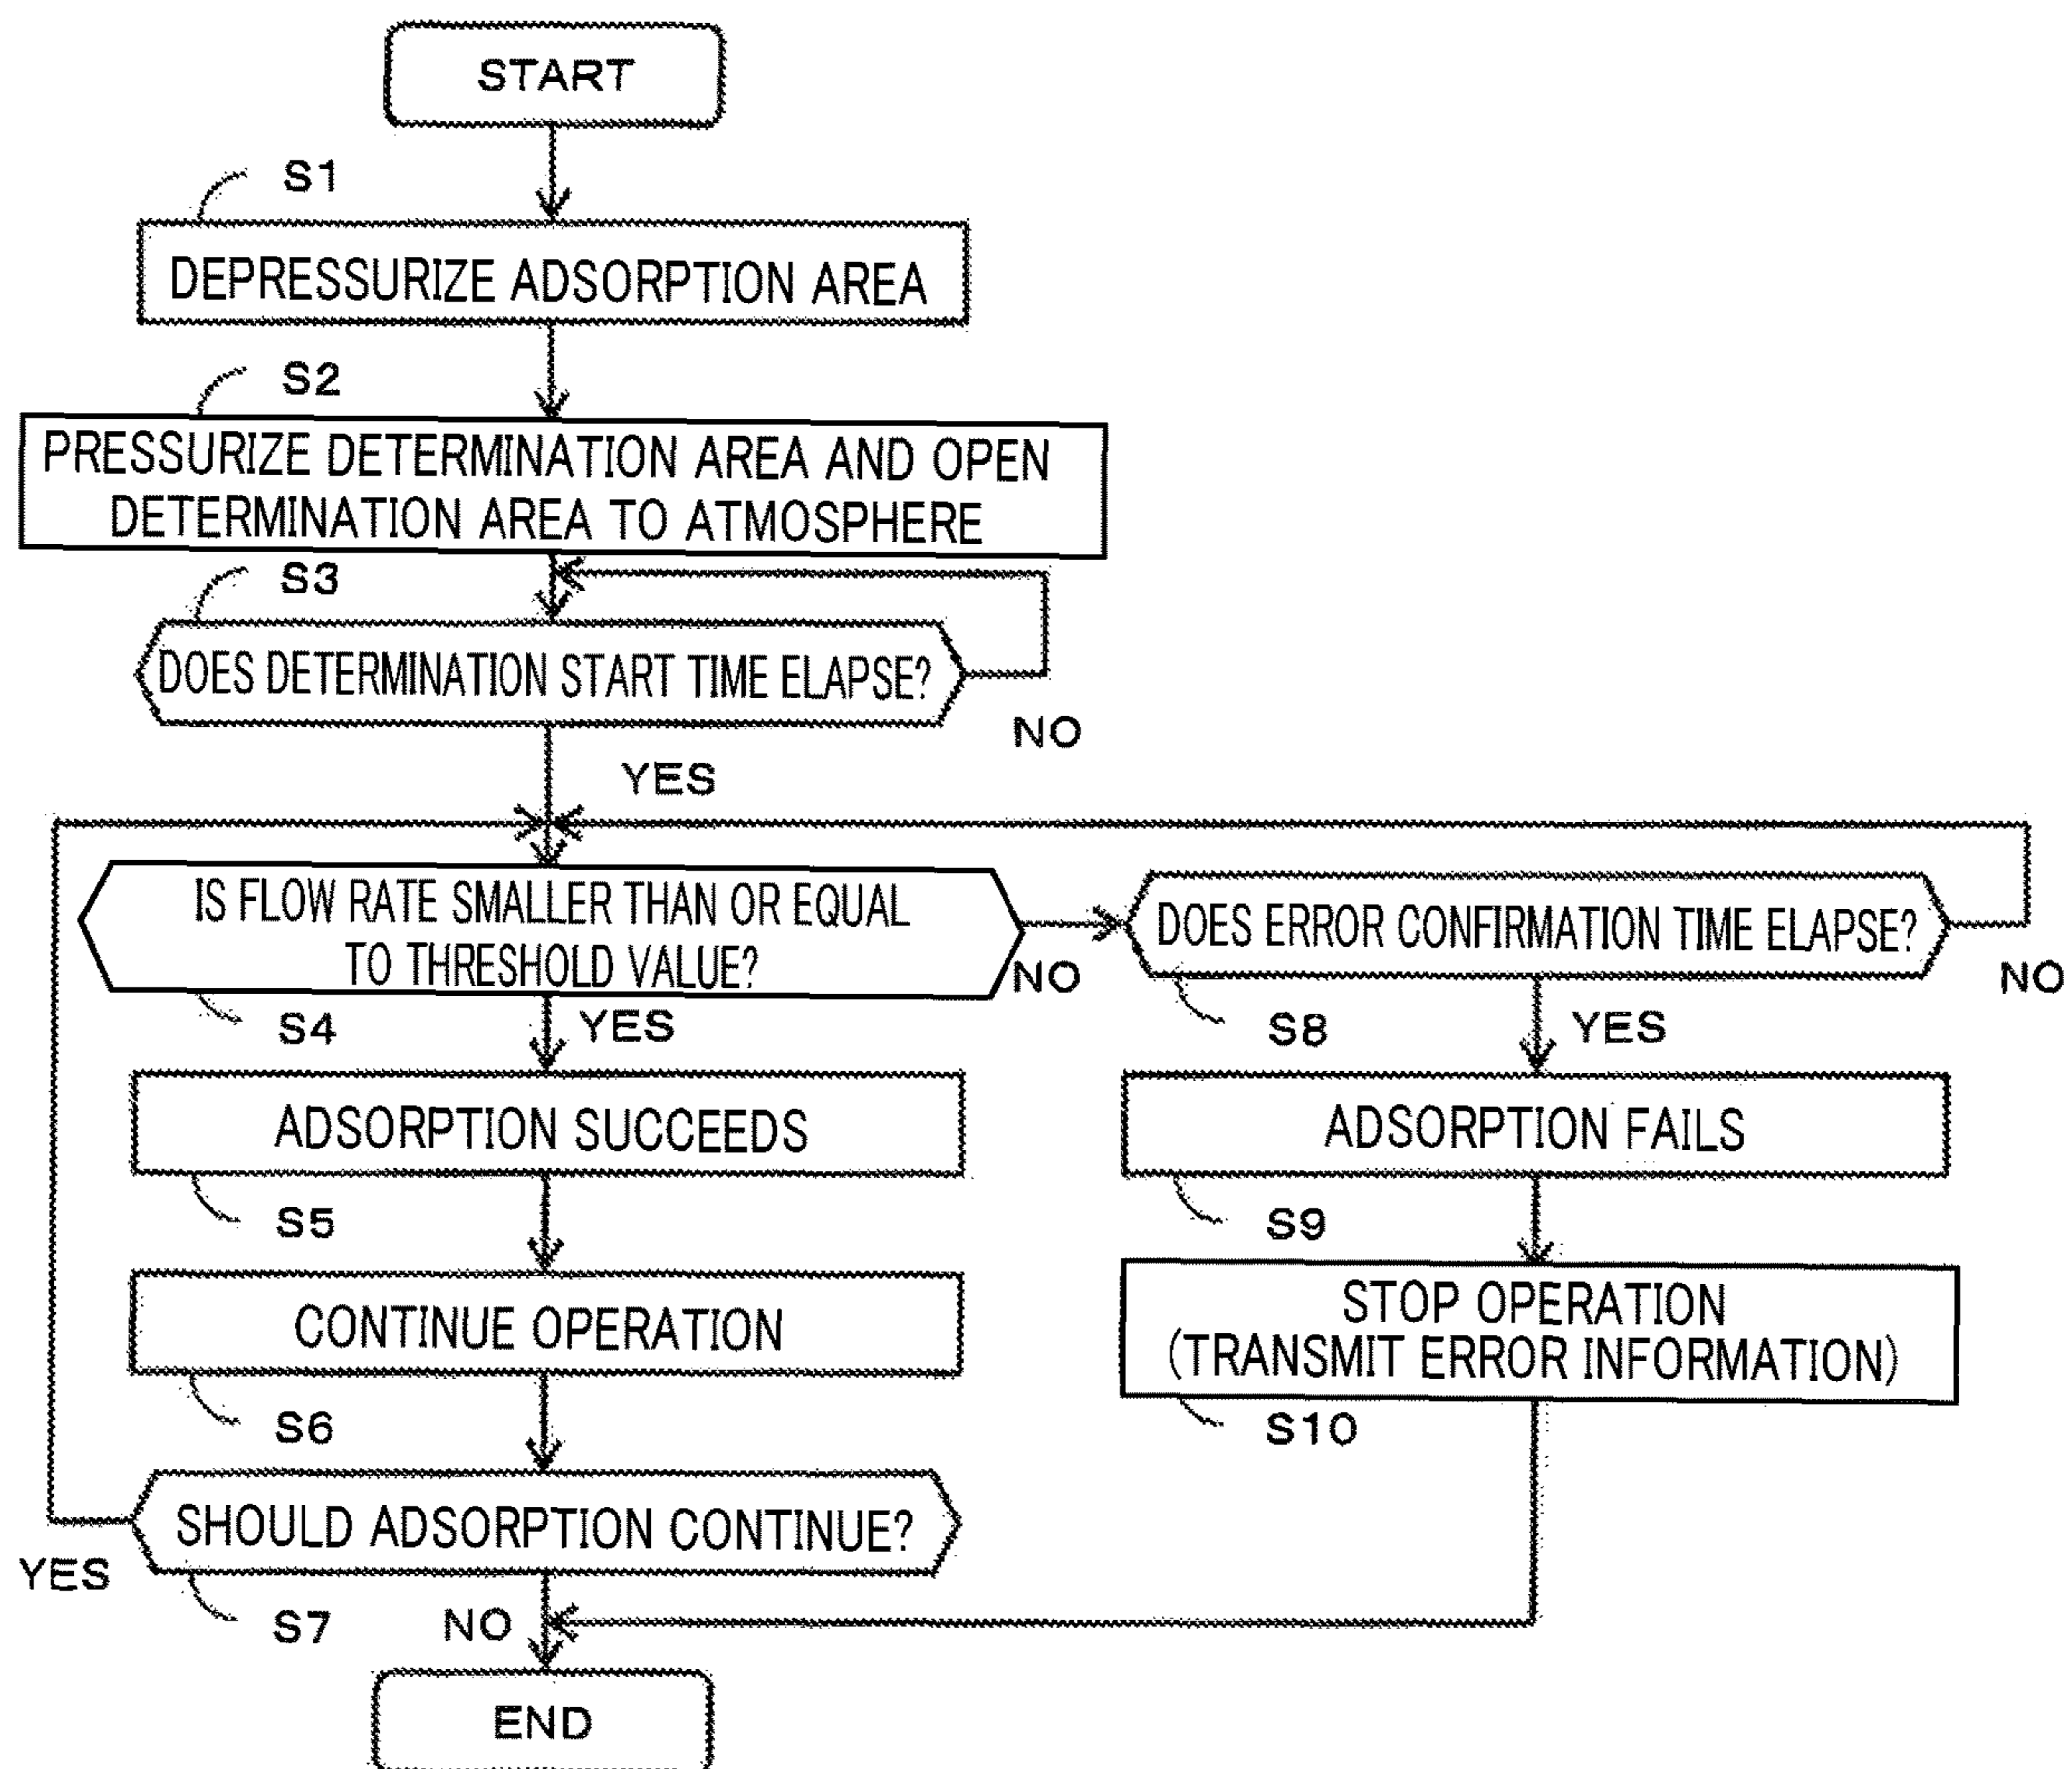 START
S1
DEPRESSURIZE ADSORPTION AREA
S2
PRESSURIZE DETERMINATION AREA AND OPEN
DETERMINATION AREA TO ATMOSPHERE
S3
DOES DETERMINATION START TIME ELAPSE?
NO
YES
IS FLOW RATE SMALLER THAN OR EQUAL
TO THRESHOLD VALUE?
NO
S4
YES
DOES ERROR CONFIRMATION TIME ELAPSE?
NO
S8
YES
ADSORPTION SUCCEEDS
S5
ADSORPTION FAILS
S9
CONTINUE OPERATION
S6
STOP OPERATION
(TRANSMIT ERROR INFORMATION)
S10
SHOULD ADSORPTION CONTINUE?
YES
S7
NO
END